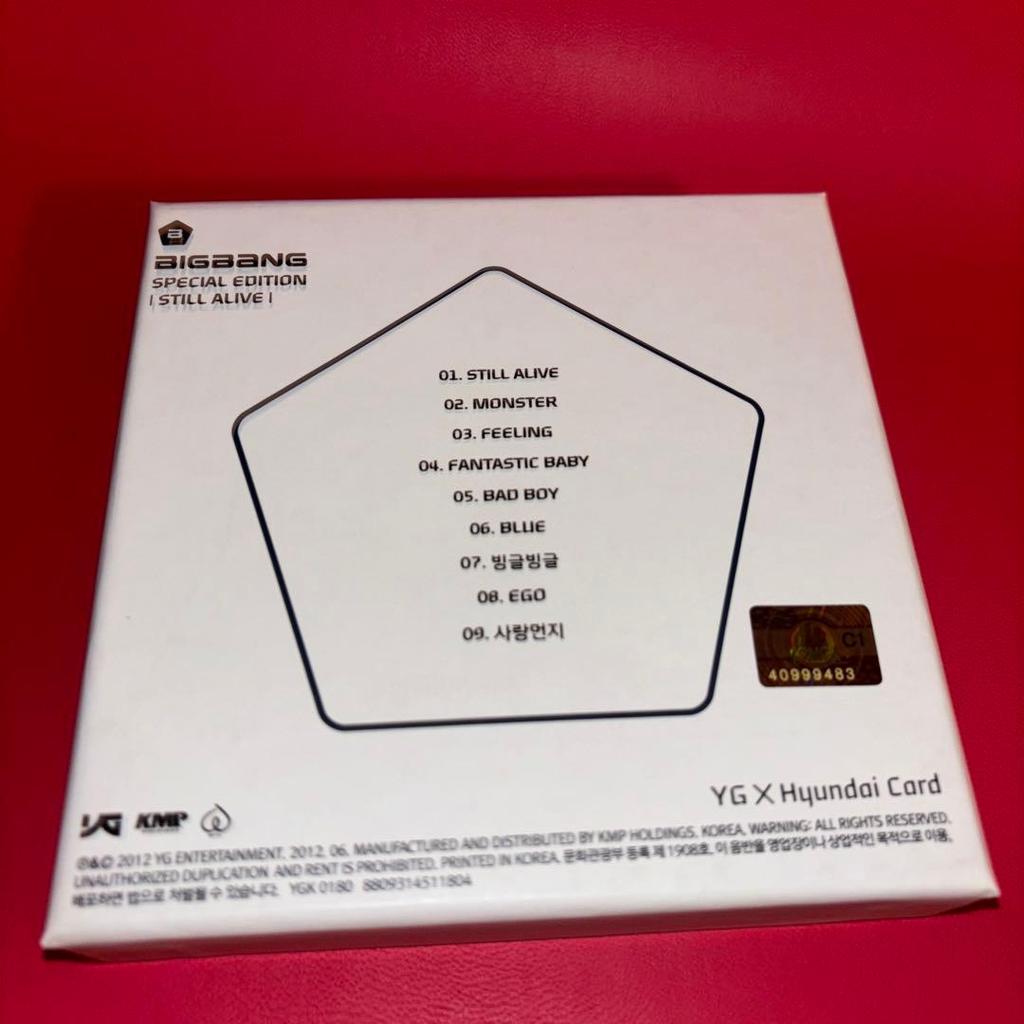 BIGBANG
SPECIAL EDITION
| STILL ALIVE |
01. STILL ALIVE
02. MONSTER
03. FEELING
04. FANTASTIC BABY
05. BAD BOY
06. BLUE
07. 빙글빙글
08. EGO
09. 사랑먼지
C1
40999483
YG X Hyundai Card
YG KMP
℗&© 2012 YG ENTERTAINMENT. 2012. 06. MANUFACTURED AND DISTRIBUTED BY KMP HOLDINGS. KOREA. WARNING: ALL RIGHTS RESERVED.
UNAUTHORIZED DUPLICATION AND RENT IS PROHIBITED. PRINTED IN KOREA. 문화관광부 등록 제 1908호. 이 음반을 영업장이나 상업적인 목적으로 이용,
배포하면 법으로 처벌될 수 있습니다. YGK 0180 8809314511804